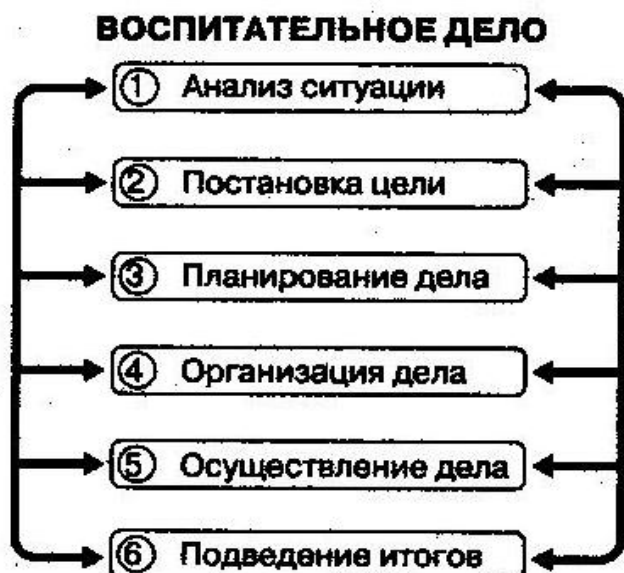 ВОСПИТАТЕЛЬНОЕ ДЕЛО
① Анализ ситуации
② Постановка цели
③ Планирование дела
④ Организация дела
⑤ Осуществление дела
⑥ Подведение итогов